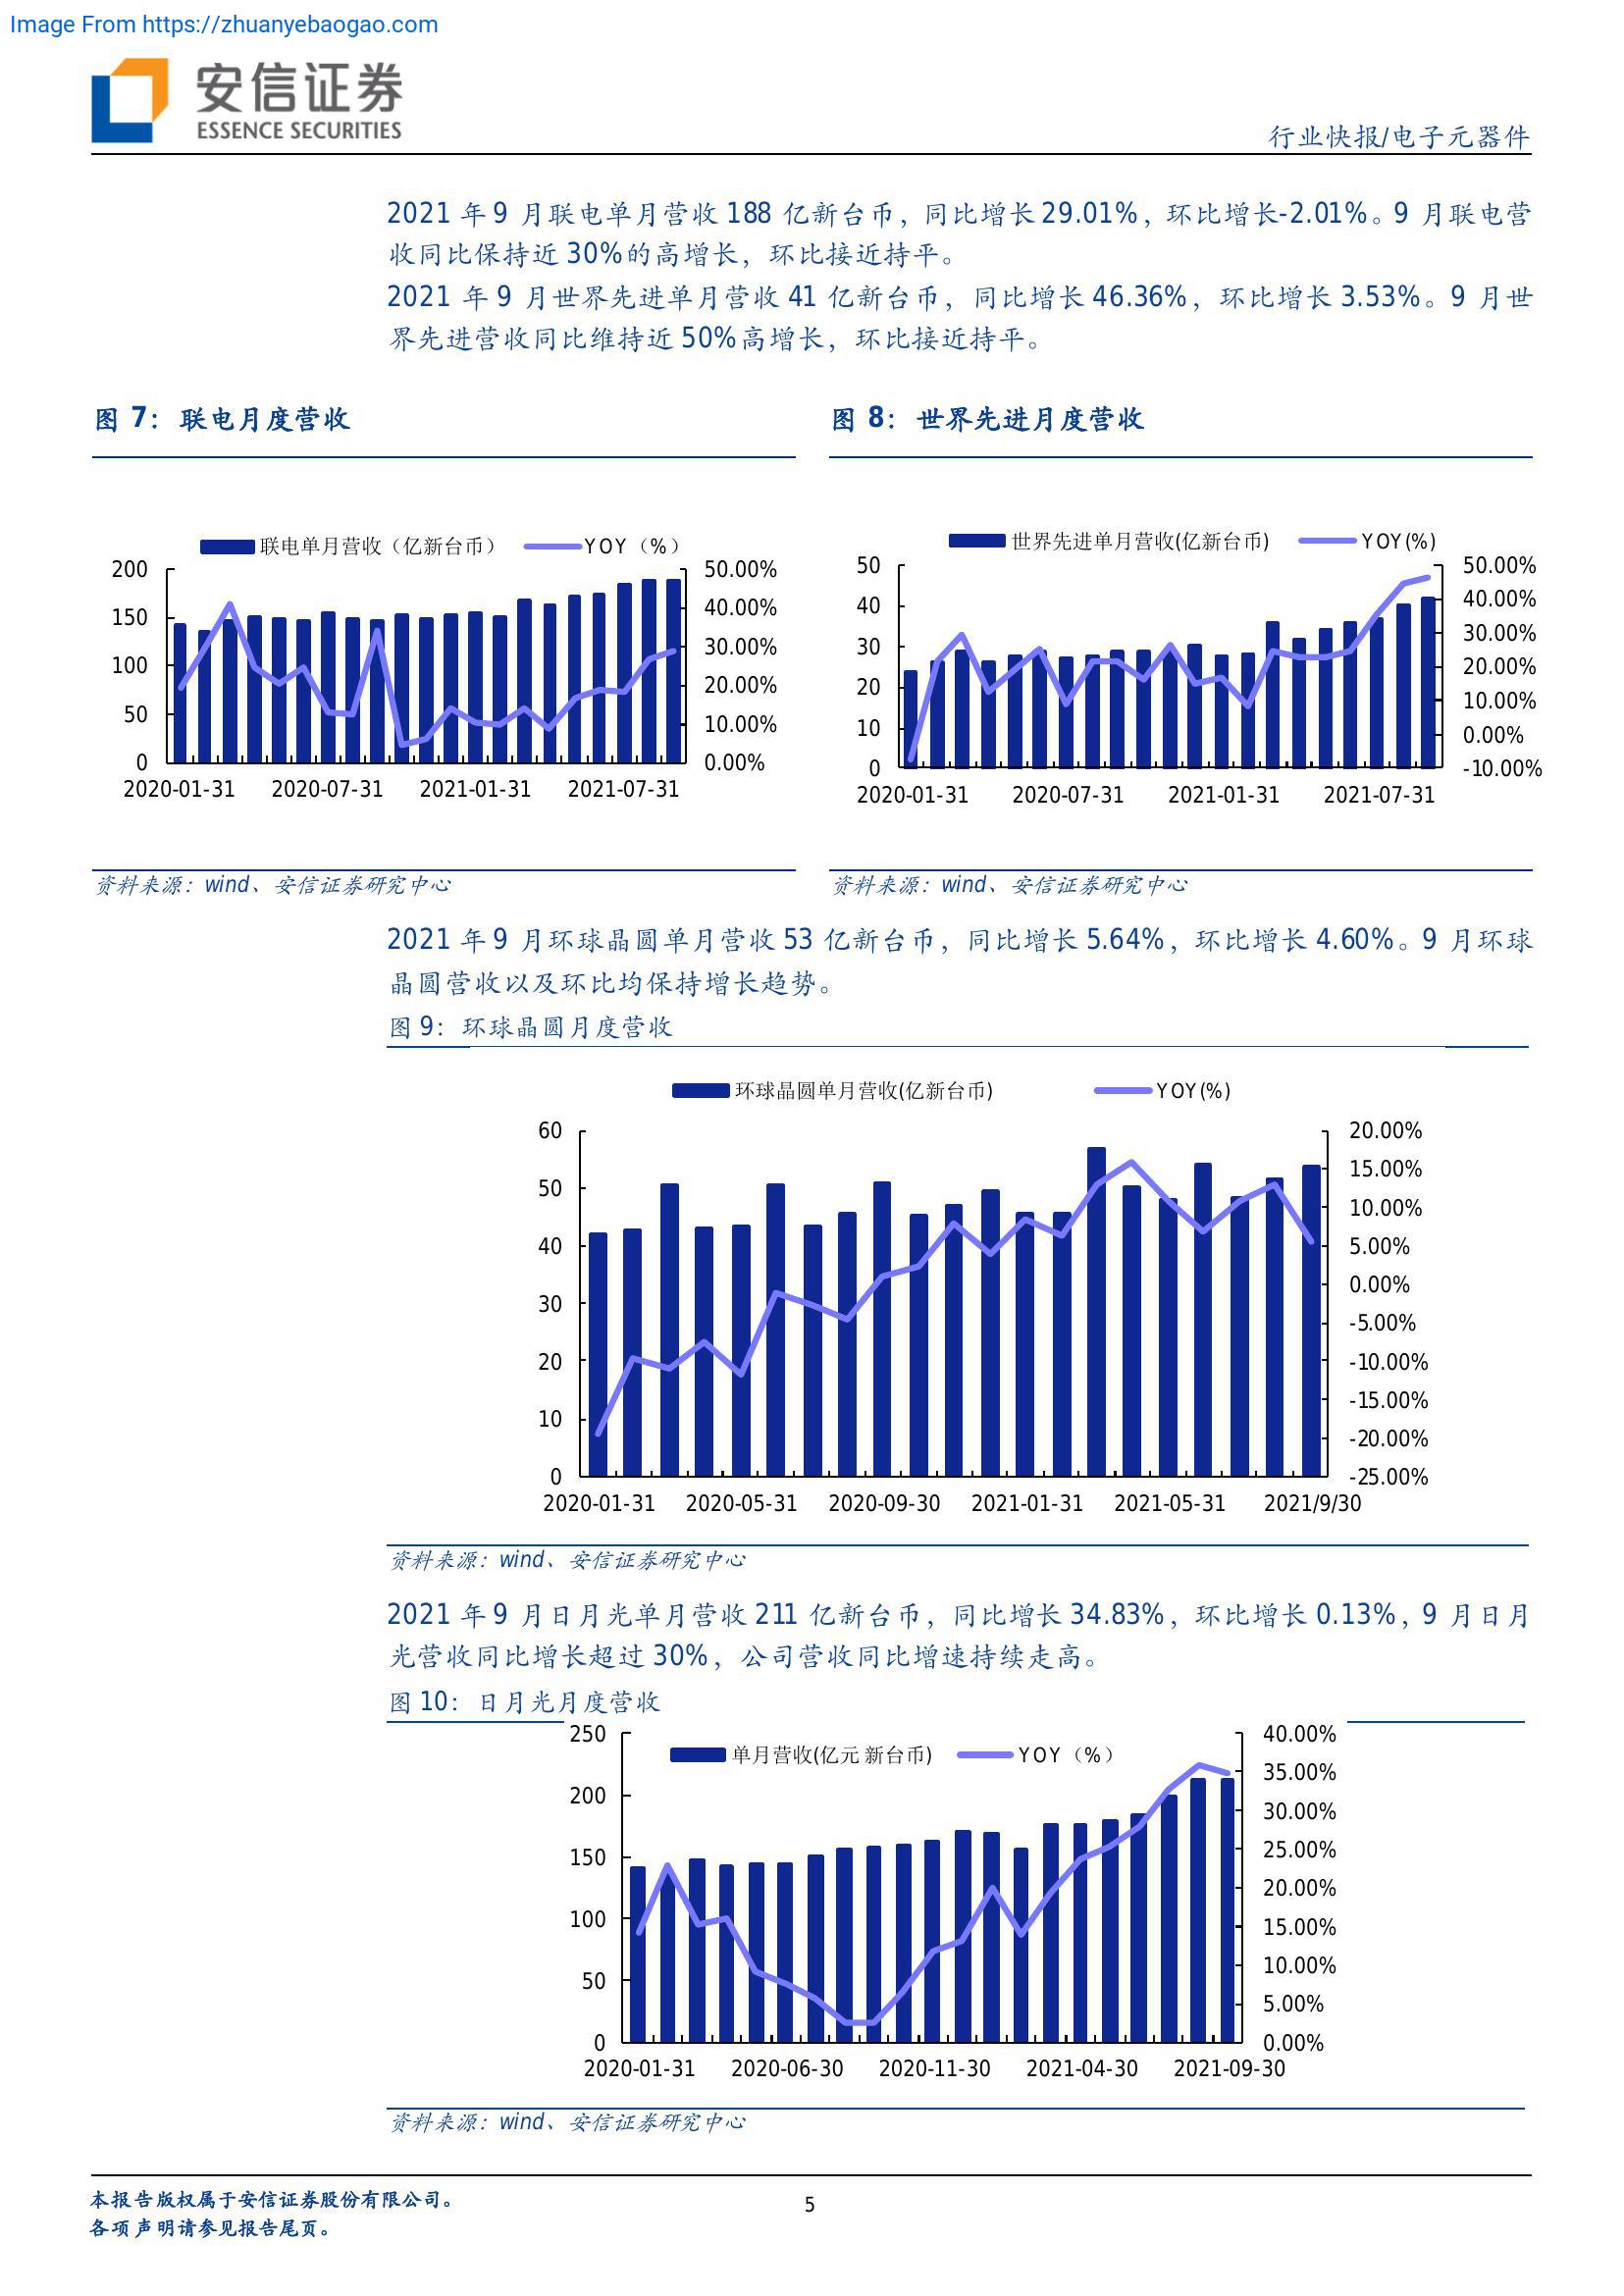 Image From https://zhuanyebaogao.com
安信证券
ESSENCE SECURITIES
行业快报/电子元器件
2021 年 9 月联电单月营收 188 亿新台币，同比增长 29.01%，环比增长-2.01%。9 月联电营
收同比保持近 30%的高增长，环比接近持平。
2021 年 9 月世界先进单月营收 41 亿新台币，同比增长 46.36%，环比增长 3.53%。9 月世
界先进营收同比维持近 50%高增长，环比接近持平。
图 7：联电月度营收
联电单月营收（亿新台币） YOY（%）
200 50.00%
40.00%
150
30.00%
100
20.00%
50
10.00%
0 0.00%
2020-01-31 2020-07-31 2021-01-31 2021-07-31
资料来源：wind、安信证券研究中心
图 8：世界先进月度营收
世界先进单月营收(亿新台币) YOY(%)
50 50.00%
40 40.00%
30.00%
30
20.00%
20
10.00%
10
0.00%
0 -10.00%
2020-01-31 2020-07-31 2021-01-31 2021-07-31
资料来源：wind、安信证券研究中心
2021 年 9 月环球晶圆单月营收 53 亿新台币，同比增长 5.64%，环比增长 4.60%。9 月环球
晶圆营收以及环比均保持增长趋势。
图 9：环球晶圆月度营收
环球晶圆单月营收(亿新台币) YOY(%)
60 20.00%
15.00%
50
10.00%
40 5.00%
0.00%
30
-5.00%
20 -10.00%
-15.00%
10
-20.00%
0 -25.00%
2020-01-31 2020-05-31 2020-09-30 2021-01-31 2021-05-31 2021/9/30
资料来源：wind、安信证券研究中心
2021 年 9 月日月光单月营收 211 亿新台币，同比增长 34.83%，环比增长 0.13%，9 月日月
光营收同比增长超过 30%，公司营收同比增速持续走高。
图 10：日月光月度营收
250 40.00%
单月营收(亿元 新台币) YOY（%）
35.00%
200
30.00%
150 25.00%
20.00%
100
15.00%
50 10.00%
5.00%
0 0.00%
2020-01-31 2020-06-30 2020-11-30 2021-04-30 2021-09-30
资料来源：wind、安信证券研究中心
本报告版权属于安信证券股份有限公司。
各项声明请参见报告尾页。
5